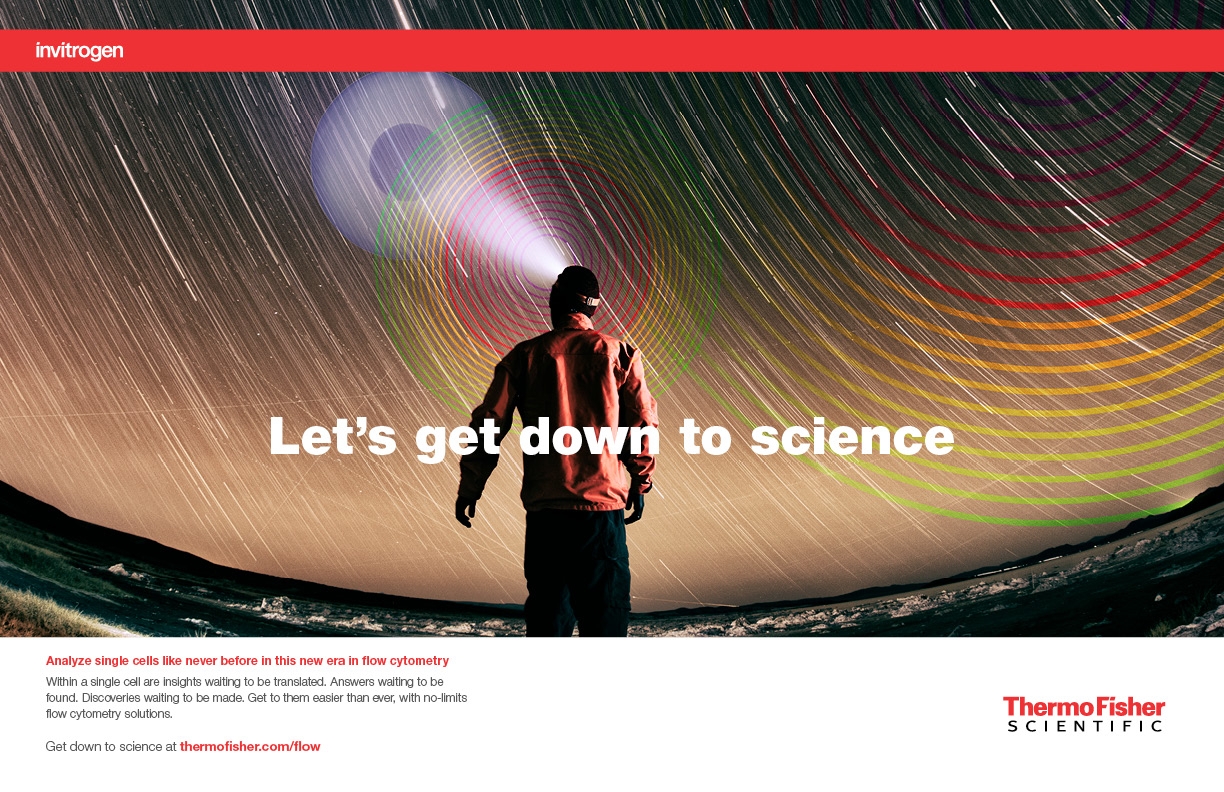 invitrogen
Let's get down to science
Analyze single cells like never before in this new era in flow cytometry
Within a single cell are insights waiting to be translated. Answers waiting to be
found. Discoveries waiting to be made. Get to them easier than ever, with no-limits
flow cytometry solutions.
Get down to science at thermofisher.com/flow
ThermoFisher
SCIENTIFIC